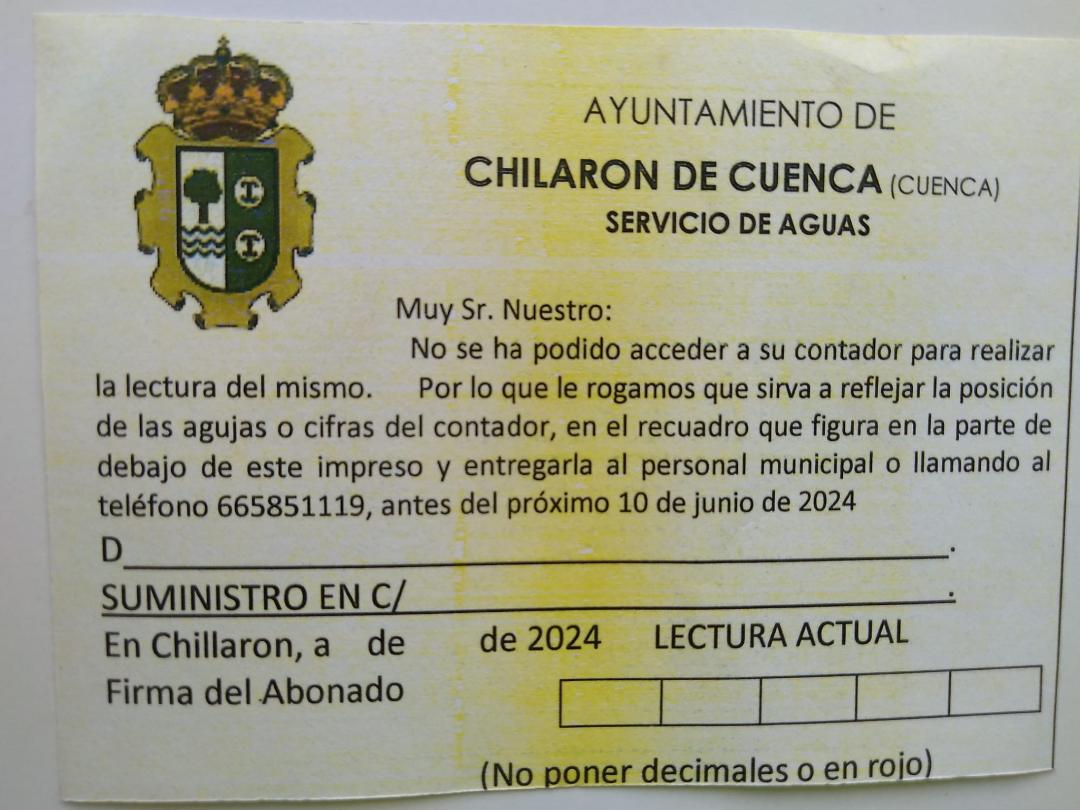 AYUNTAMIENTO DE
CHILARON DE CUENCA (CUENCA)
SERVICIO DE AGUAS
Muy Sr. Nuestro:
No se ha podido acceder a su contador para realizar
la lectura del mismo. Por lo que le rogamos que sirva a reflejar la posición
de las agujas o cifras del contador, en el recuadro que figura en la parte de
debajo de este impreso y entregarla al personal municipal o llamando al
teléfono 665851119, antes del próximo 10 de junio de 2024
D______________________________.
SUMINISTRO EN C/______________________________.
En Chillaron, a de de 2024 LECTURA ACTUAL
Firma del Abonado
(No poner decimales o en rojo)